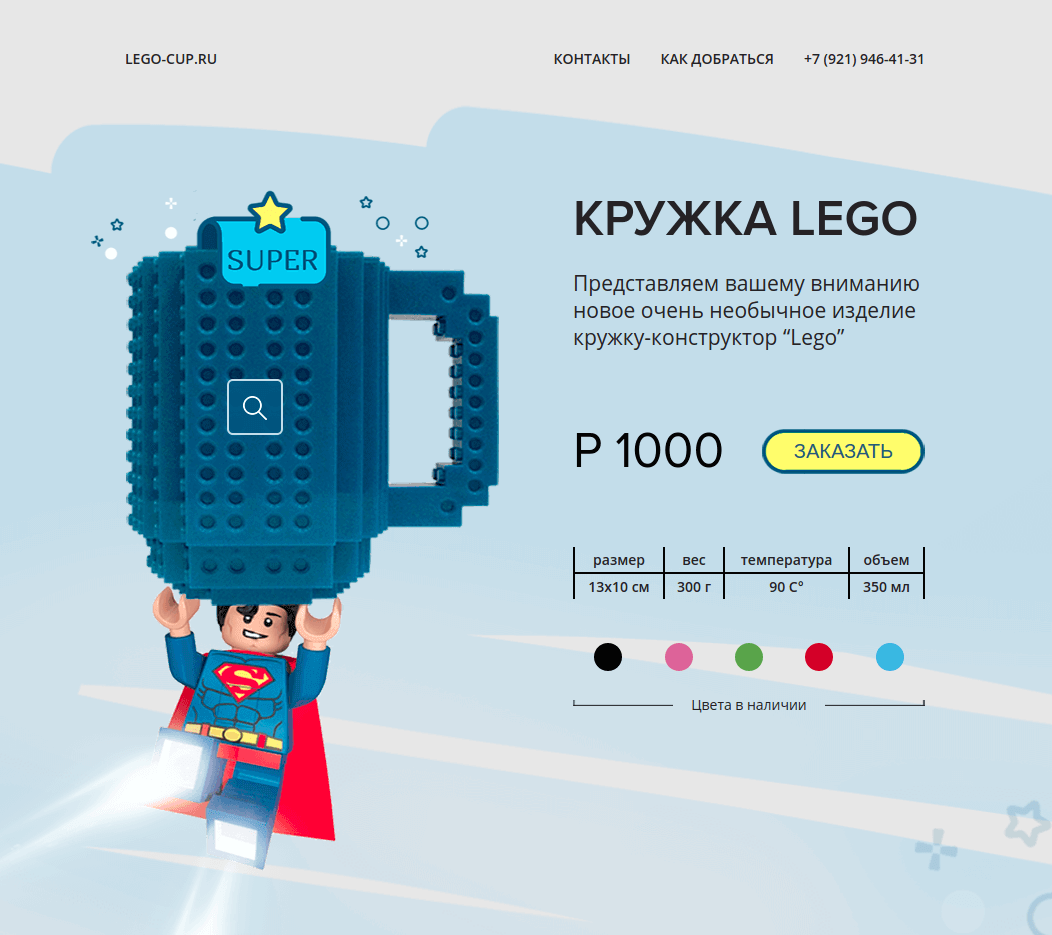 LEGO-CUP.RU
КОНТАКТЫ КАК ДОБРАТЬСЯ +7 (921) 946-41-31
SUPER
КРУЖКА LEGO
Представляем вашему вниманию
новое очень необычное изделие
кружку-конструктор “Lego”
Р 1000 ЗАКАЗАТЬ
размер вес температура объем
13x10 см 300 г 90 C° 350 мл
Цвета в наличии
S